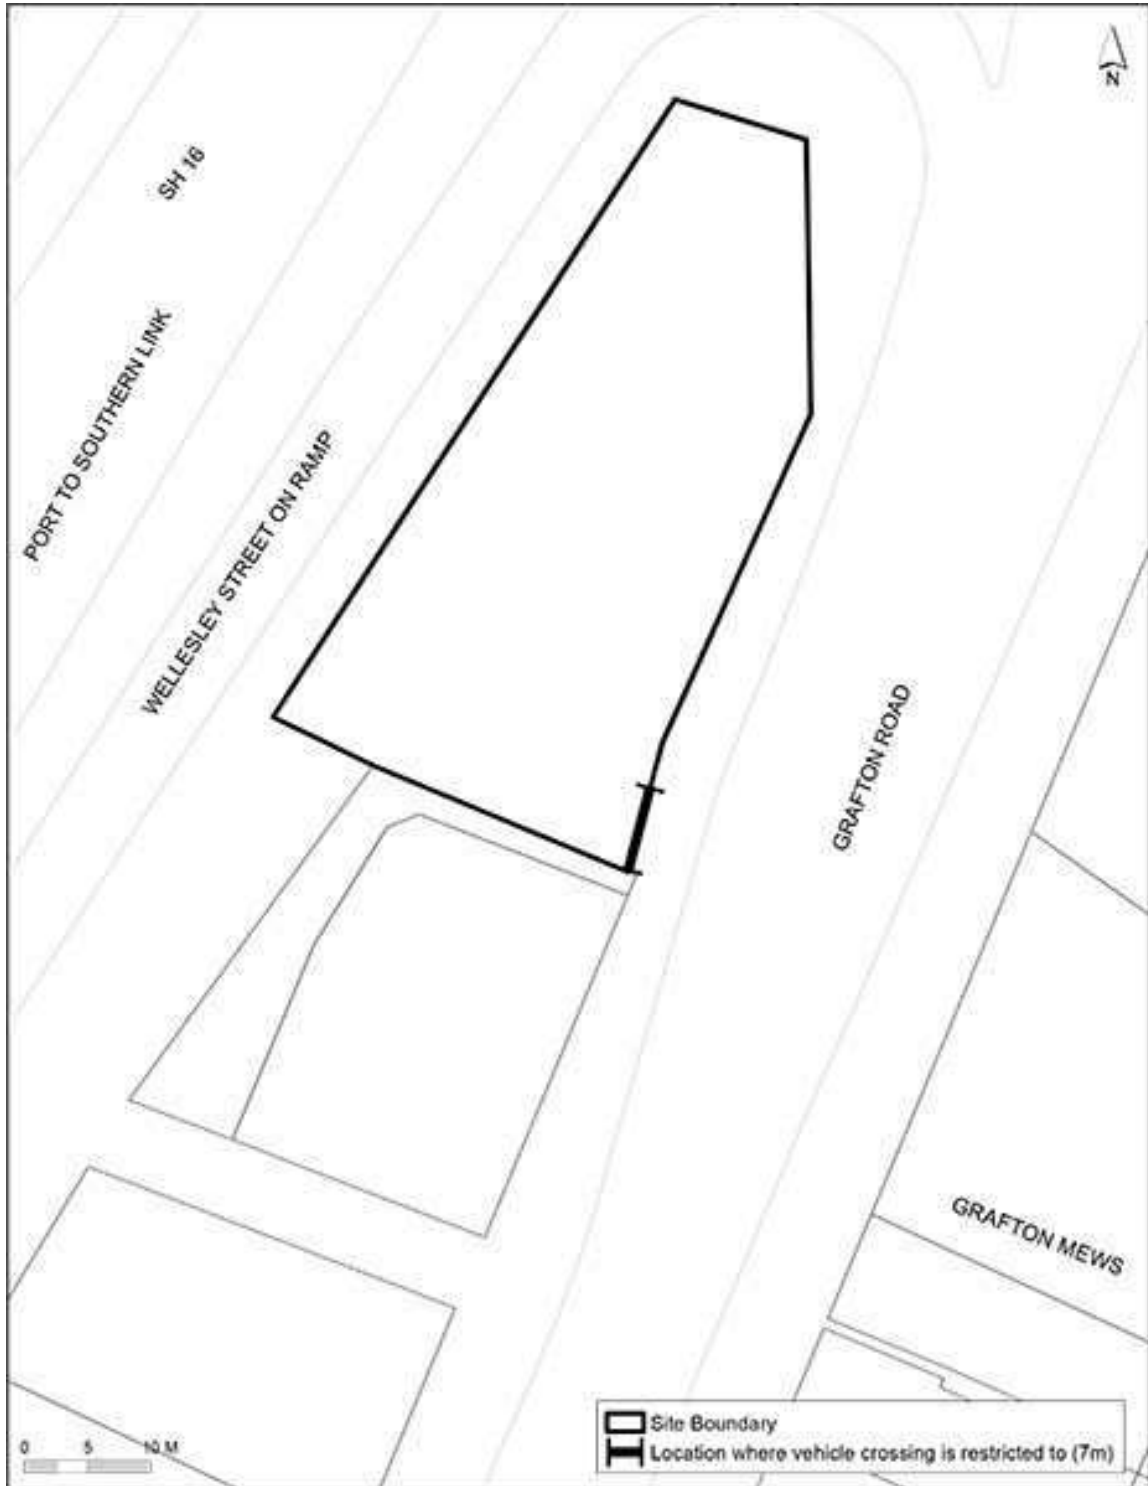 N
SH 16
PORT TO SOUTHERN LINK
WELLESLEY STREET ON RAMP
GRAFTON ROAD
GRAFTON MEWS
0 5 10 M
Site Boundary
Location where vehicle crossing is restricted to (7m)